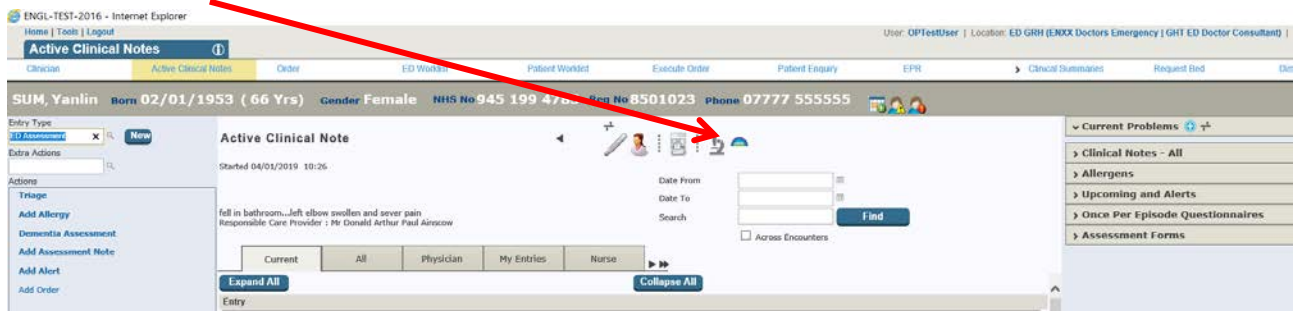 ENGL-TEST-2016 - Internet Explorer
Home | Tools | Logout
User: OPTestUser | Location: ED GRH (ENXX Doctors Emergency | GHT ED Doctor Consultant) |
Active Clinical Notes
Clinician Active Clinical Notes Order ED Worklist Patient Worklist Execute Order Patient Enquiry EPR Clinical Summaries Request Bed
SUM, Yanlin Born 02/01/1953 (66 Yrs) Gender Female NHS No 945 199 Reg No 8501023 Phone 07777 555555
Entry Type
ED Assessment x New
Extra Actions
Actions
Triage
Add Allergy
Dementia Assessment
Add Assessment Note
Add Alert
Add Order
Active Clinical Note
Started 04/01/2019 10:26
Date From
Date To
Search Find
Across Encounters
fell in bathroom...left elbow swollen and sever pain
Responsible Care Provider : Mr Donald Arthur Paul Ainscow
Current All Physician My Entries Nurse
Expand All Collapse All
Entry
Current Problems
Clinical Notes - All
Allergens
Upcoming and Alerts
Once Per Episode Questionnaires
Assessment Forms